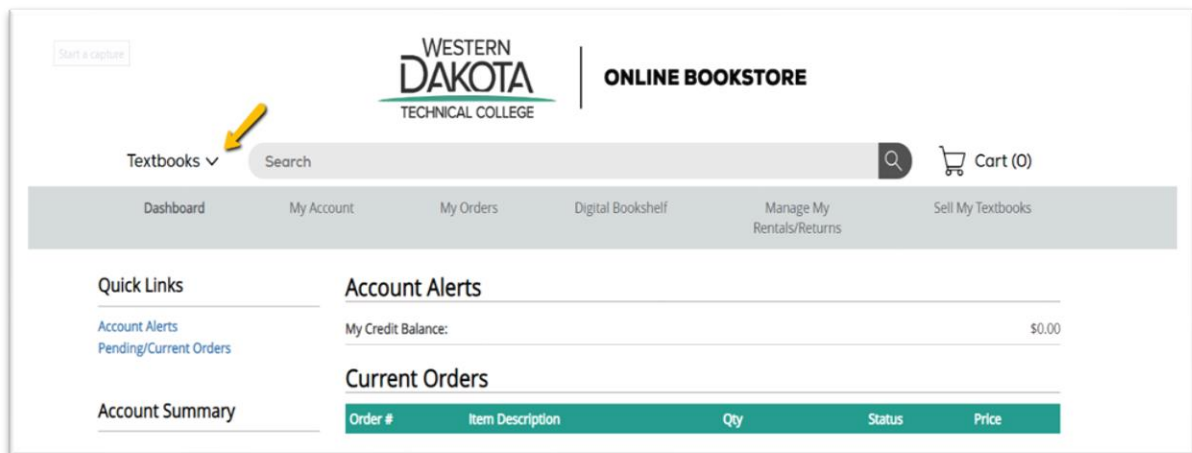 Start a capture
WESTERN
DAKOTA
TECHNICAL COLLEGE
ONLINE BOOKSTORE
Textbooks
Search
Cart (0)
Dashboard
My Account
My Orders
Digital Bookshelf
Manage My
Rentals/Returns
Sell My Textbooks
Quick Links
Account Alerts
Pending/Current Orders
Account Summary
Account Alerts
My Credit Balance: $0.00
Current Orders
Order # Item Description Qty Status Price